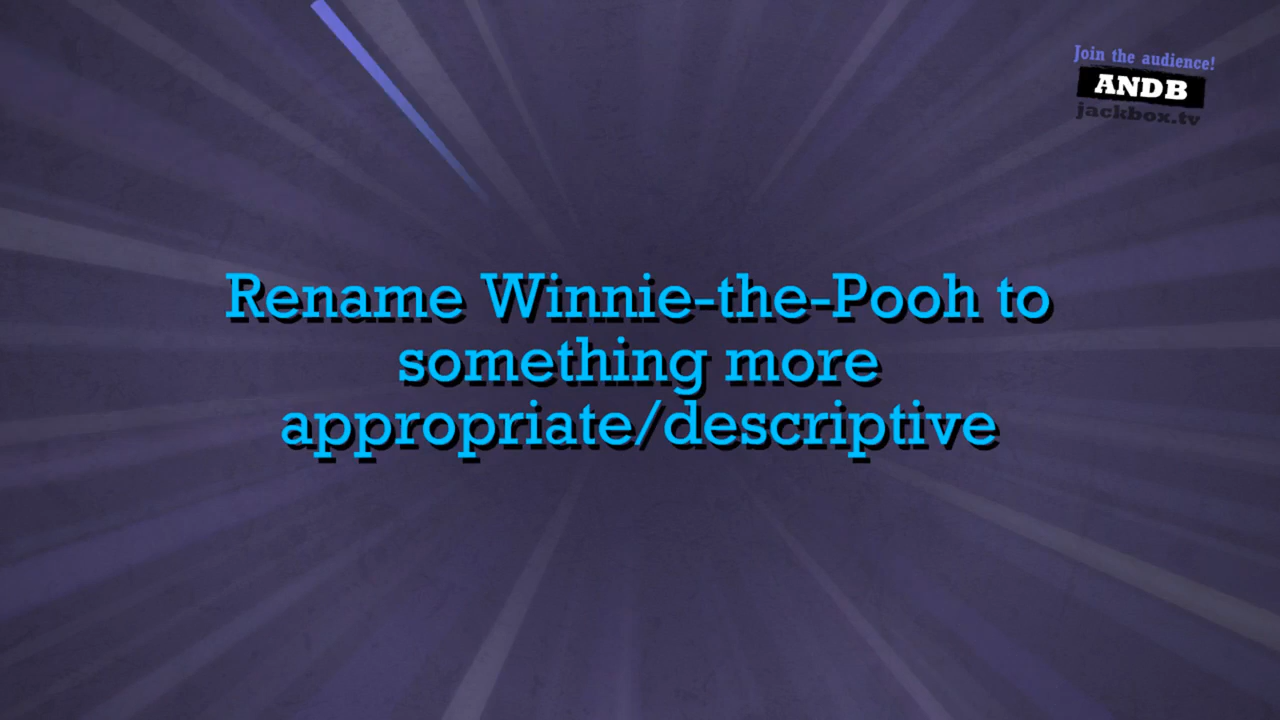 Join the audience!
ANDB
jackbox.tv
Rename Winnie-the-Pooh to
something more
appropriate/descriptive